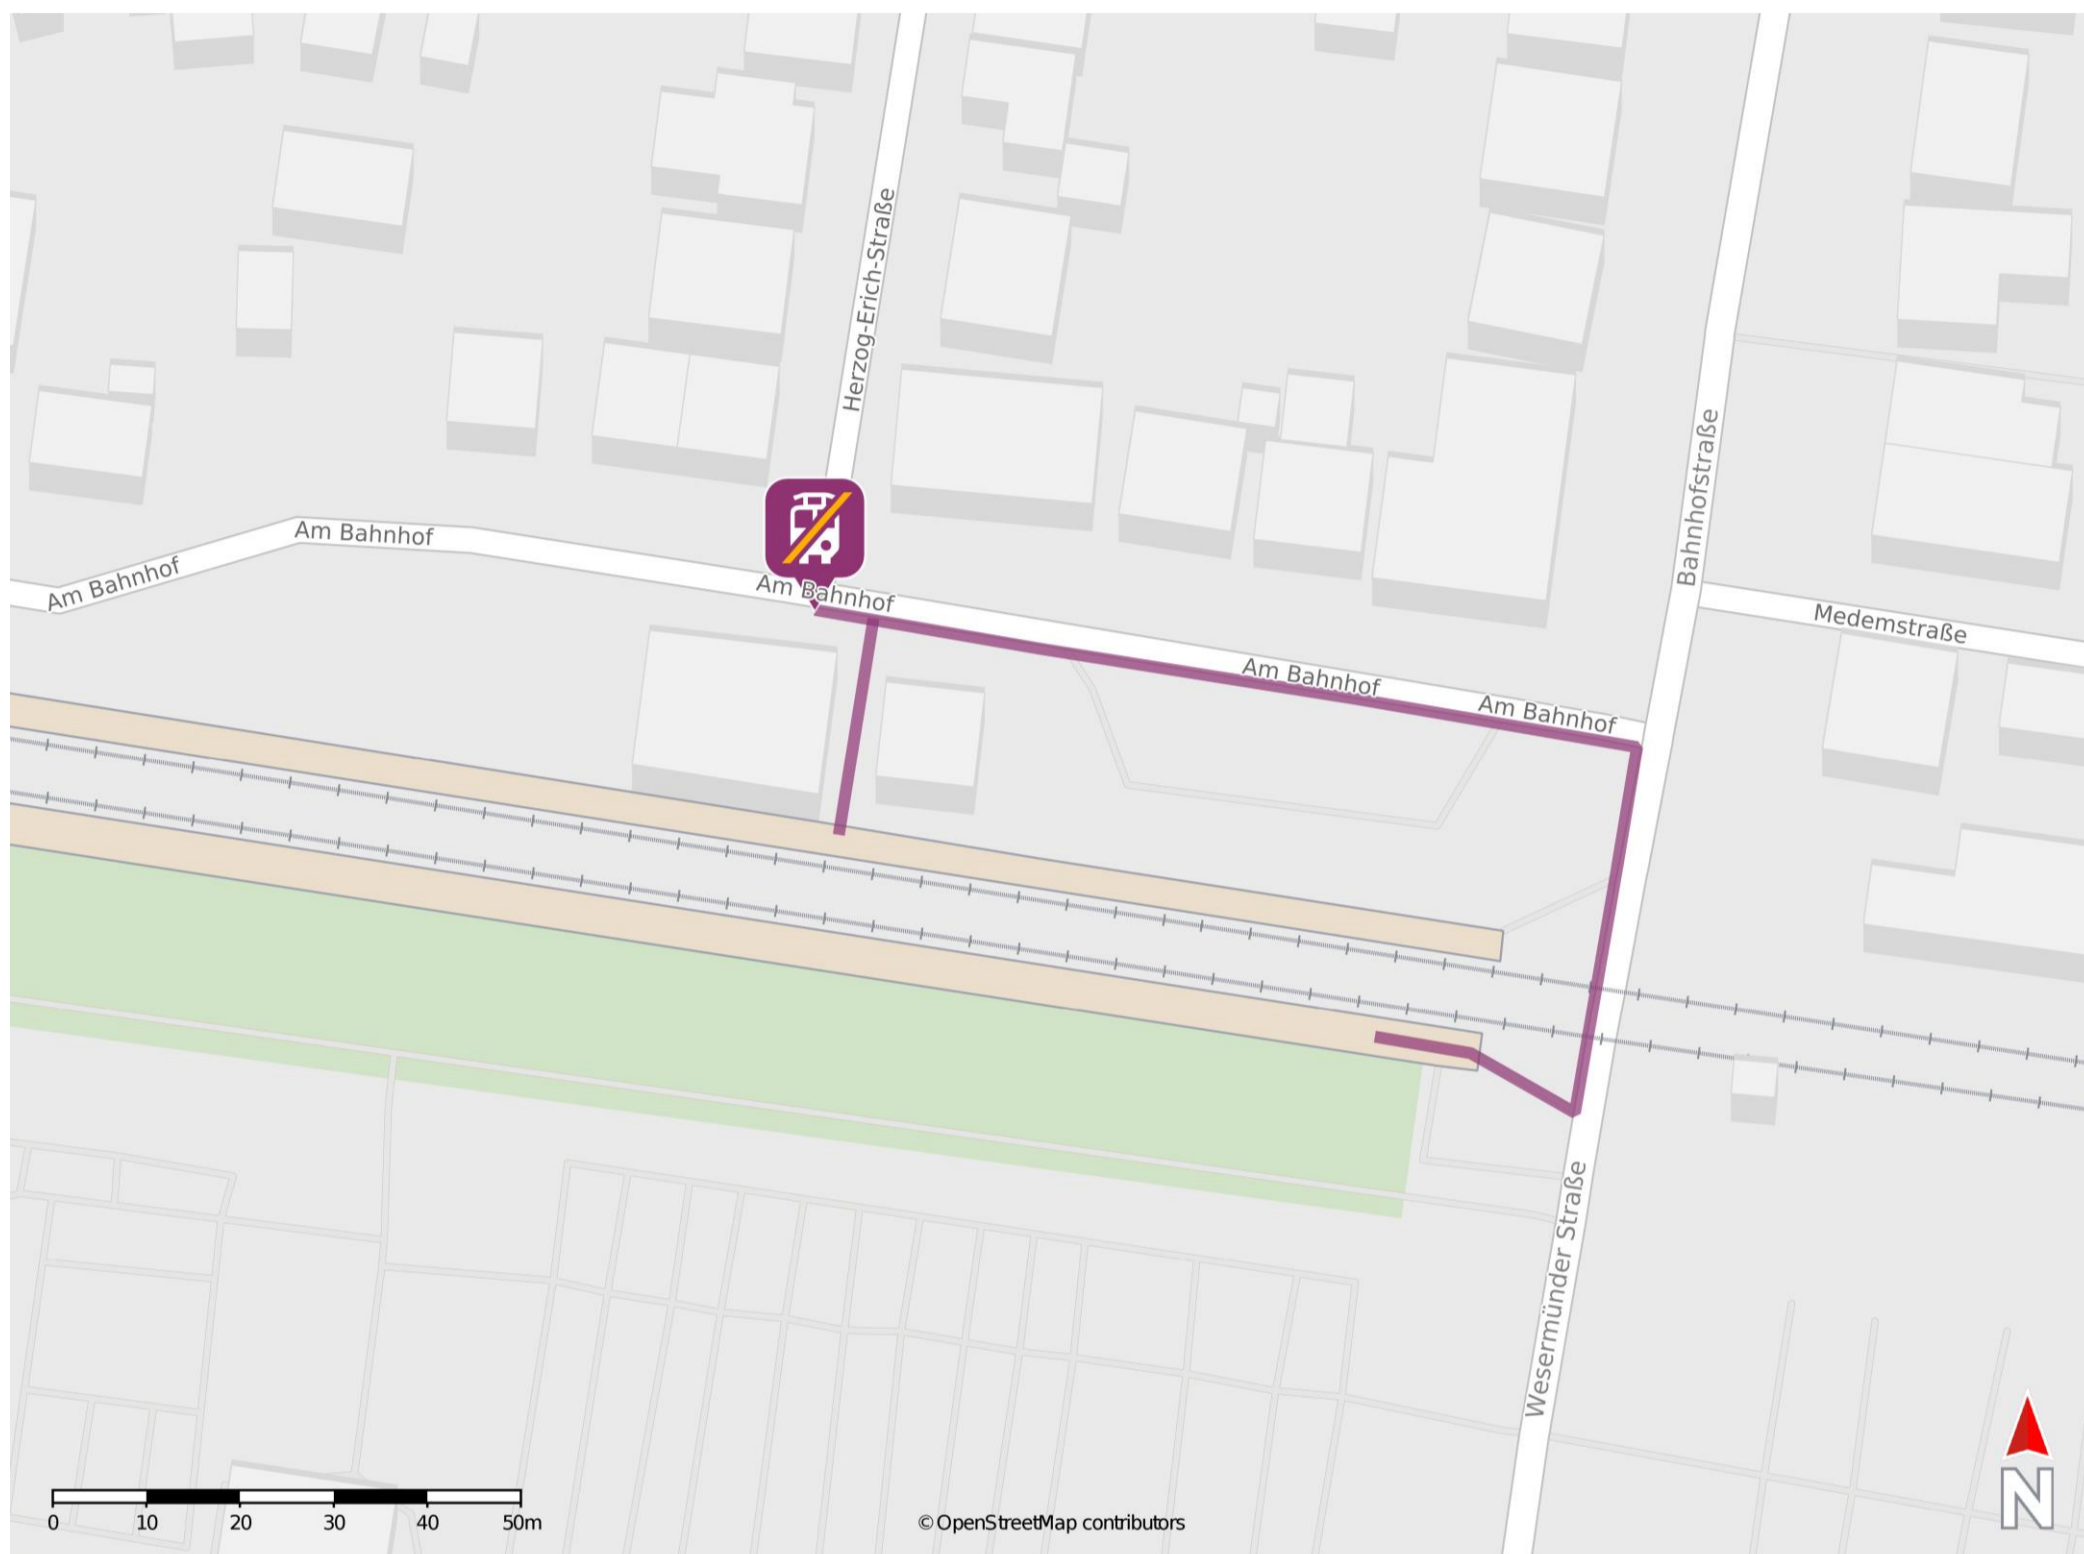 Herzog-Erich-Straße
Bahnhofstraße
Am Bahnhof
Am Bahnhof
Am Bahnhof
Medemstraße
Am Bahnhof
Am Bahnhof
Wesermünder Straße
N
0 10 20 30 40 50m
© OpenStreetMap contributors